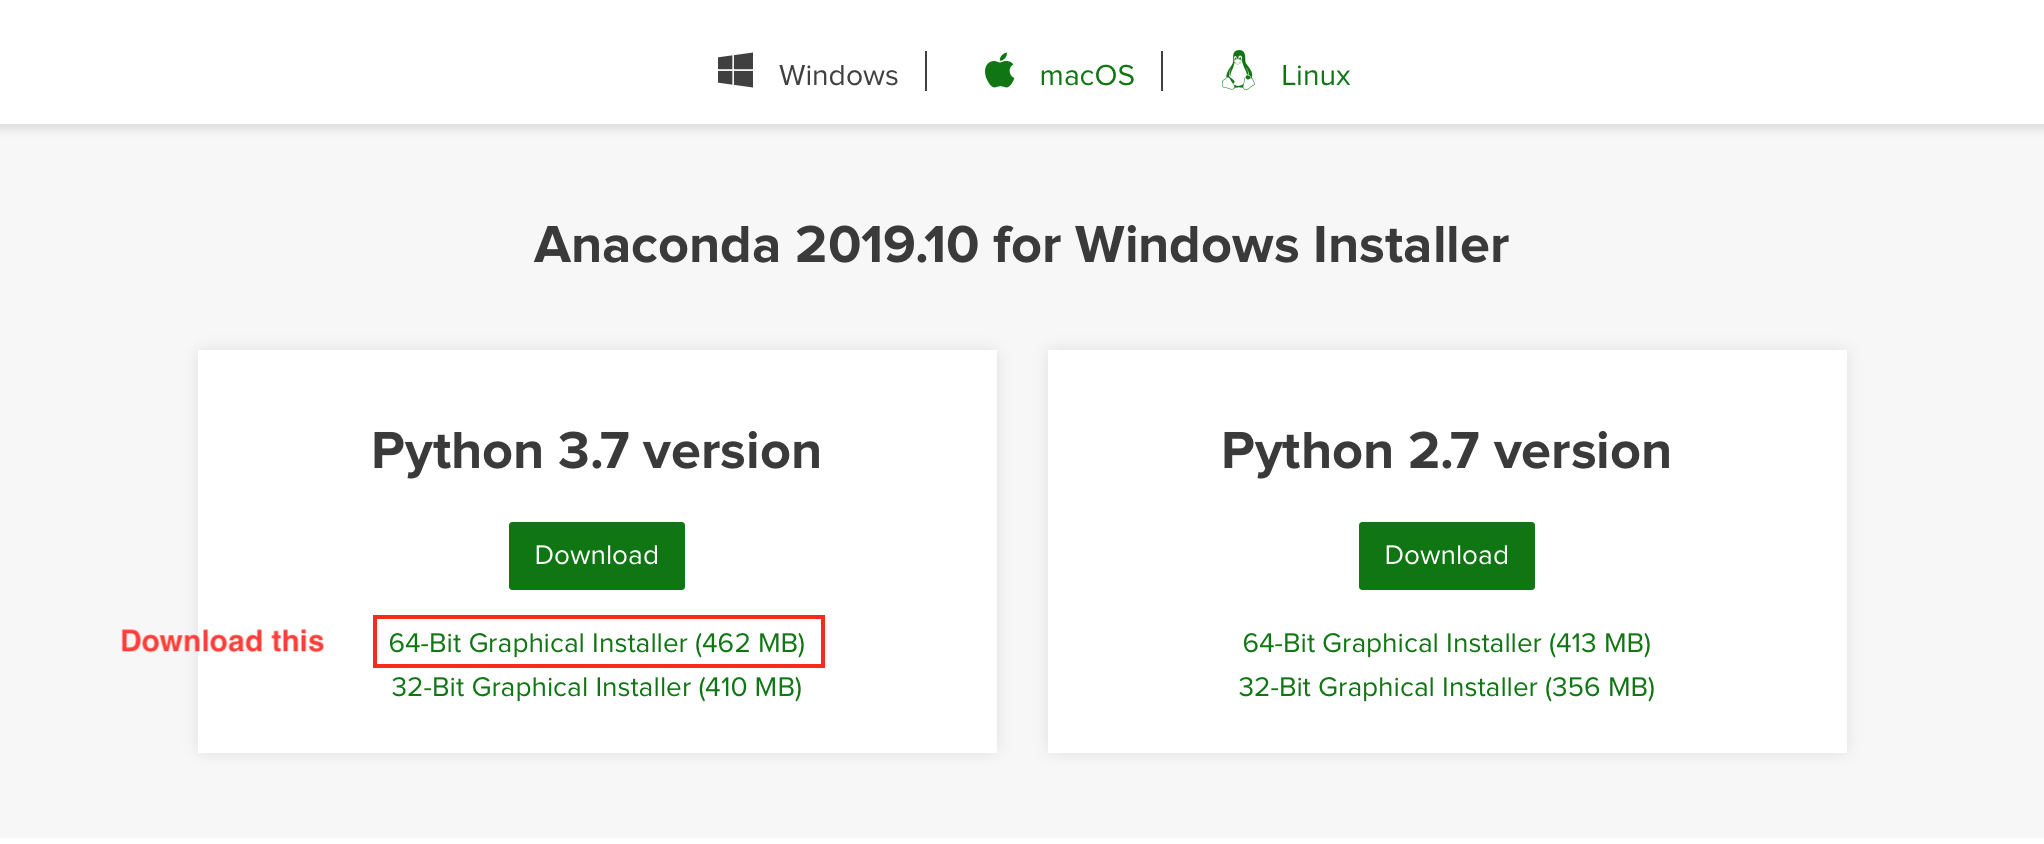 Windows | macOS | Linux
Anaconda 2019.10 for Windows Installer
Python 3.7 version
Download
Download this
64-Bit Graphical Installer (462 MB)
32-Bit Graphical Installer (410 MB)
Python 2.7 version
Download
64-Bit Graphical Installer (413 MB)
32-Bit Graphical Installer (356 MB)